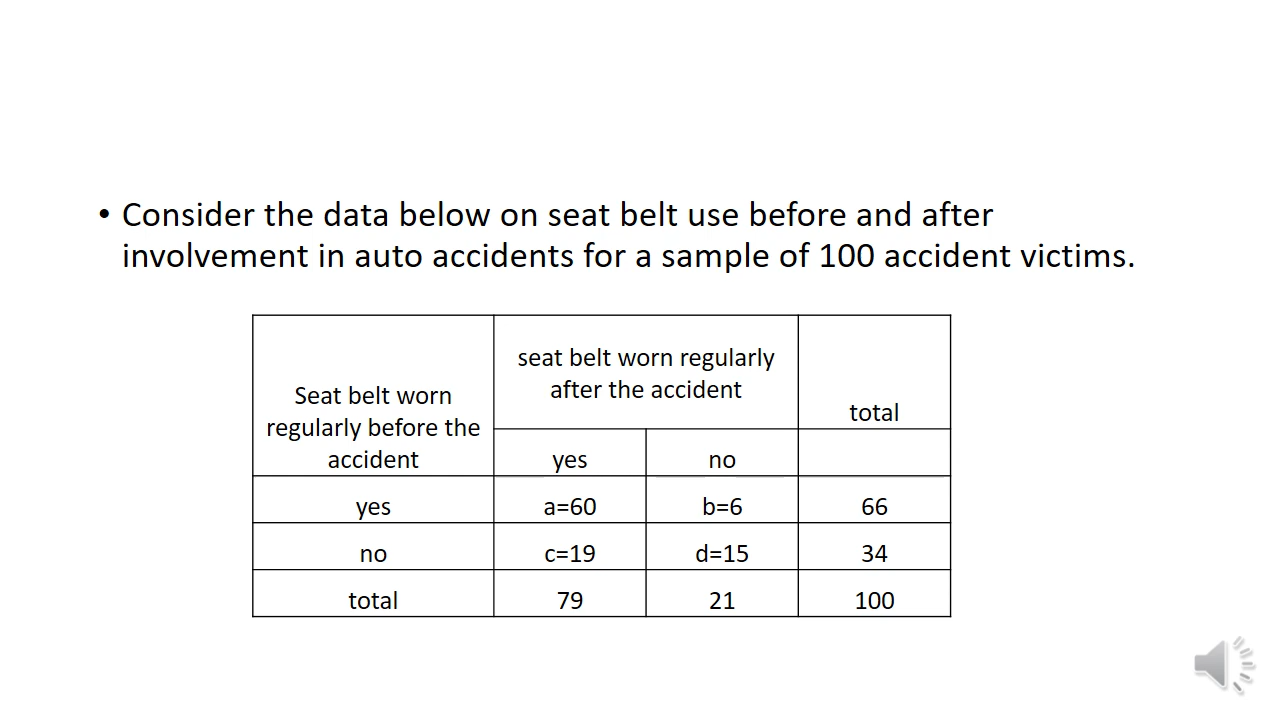 • Consider the data below on seat belt use before and after
involvement in auto accidents for a sample of 100 accident victims.
Seat belt worn
regularly before the
accident
seat belt worn regularly
after the accident
total
yes
no
yes
a=60
b=6
66
no
c=19
d=15
34
total
79
21
100